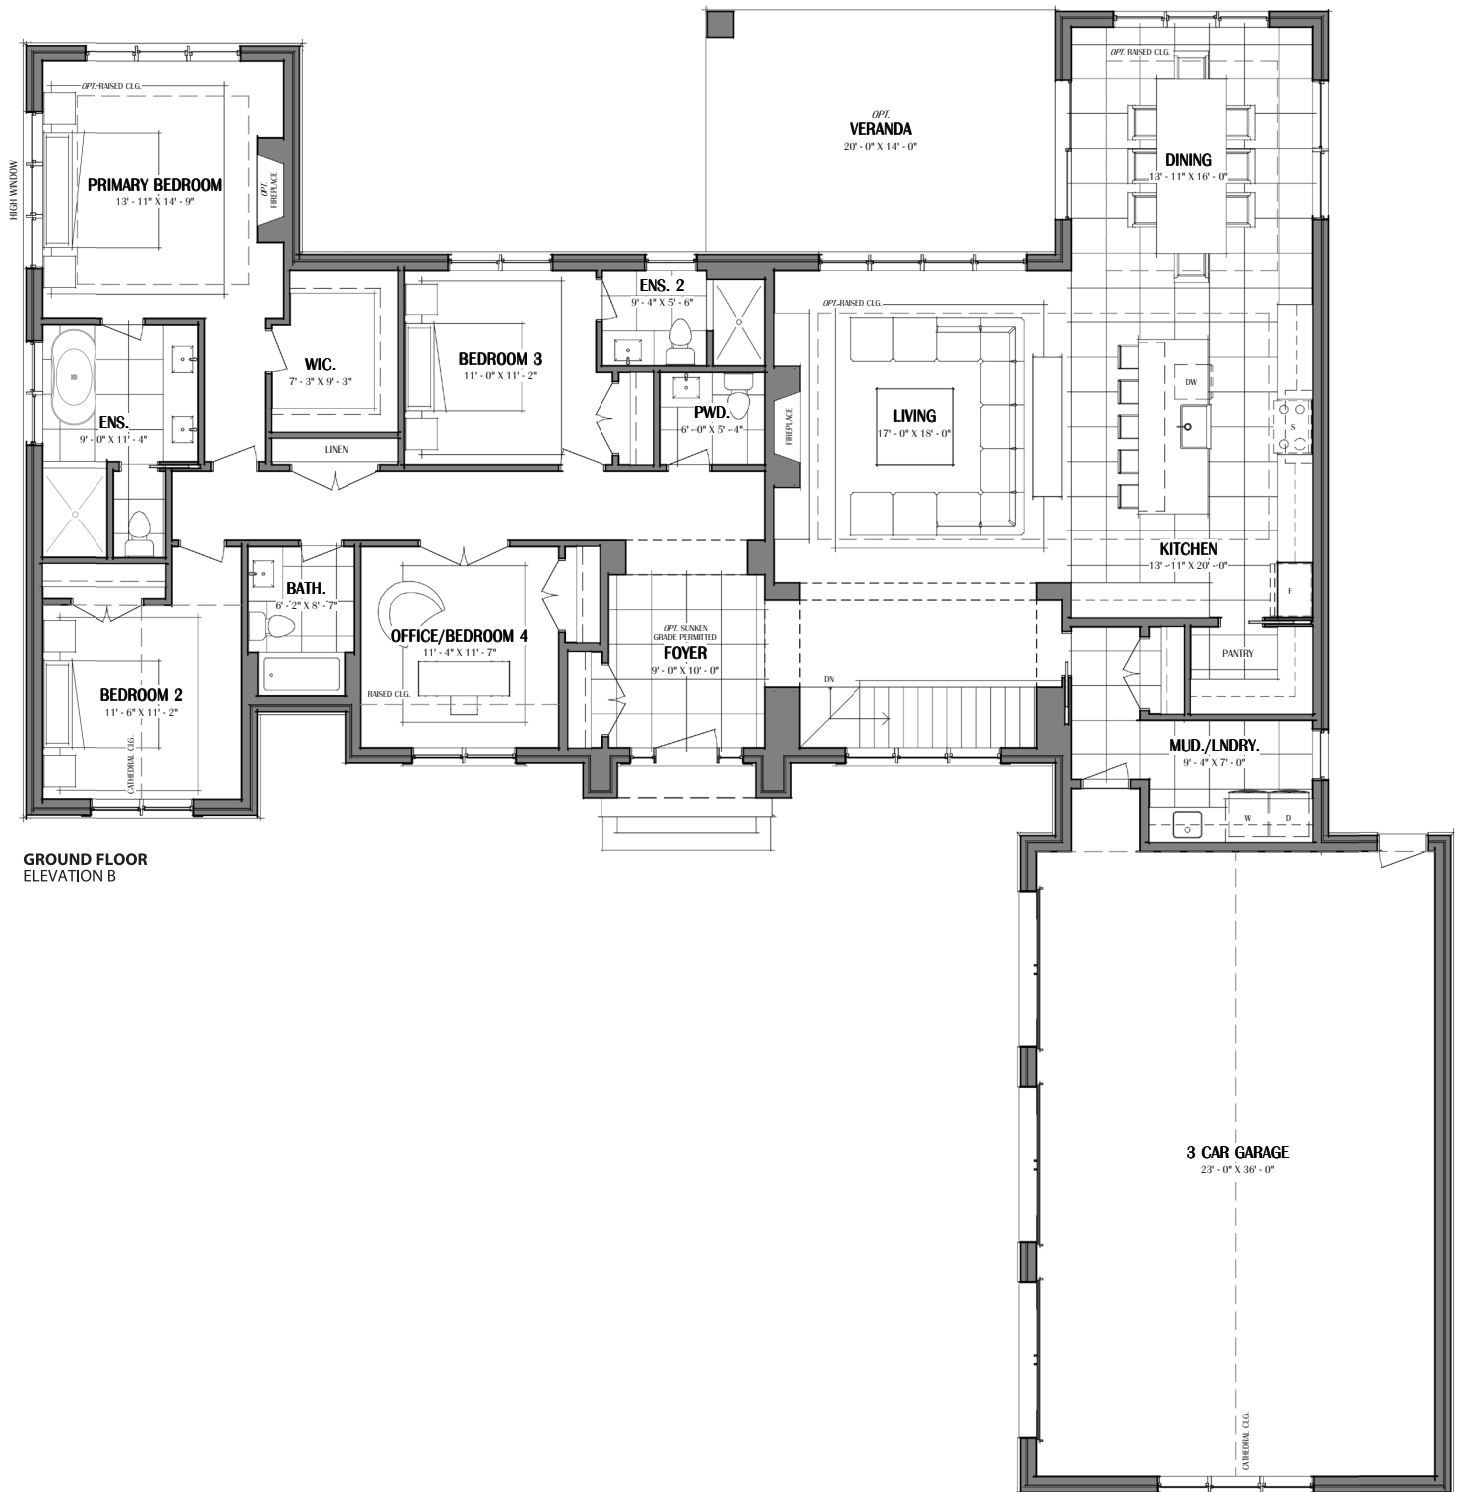 OPT. RAISED CLG.
HIGH WINDOW
PRIMARY BEDROOM
13' - 11" X 14' - 9"
OPT.
FIREPLACE
OPT.
VERANDA
20' - 0" X 14' - 0"
OPT. RAISED CLG.
DINING
13' - 11" X 16' - 0"
ENS. 2
9' - 4" X 5' - 6"
OPT. RAISED CLG.
WIC.
7' - 3" X 9' - 3"
BEDROOM 3
11' - 0" X 11' - 2"
ENS.
9' - 0" X 11' - 4"
LINEN
PWD.
6' - 0" X 5' - 4"
FIREPLACE
LIVING
17' - 0" X 18' - 0"
DW
S
KITCHEN
13' - 11" X 20' - 0"
F
BATH.
6' - 2" X 8' - 7"
OFFICE/BEDROOM 4
11' - 4" X 11' - 7"
RAISED CLG.
OPT. SUNKEN
GRADE PERMITTED
FOYER
9' - 0" X 10' - 0"
DN
PANTRY
BEDROOM 2
11' - 6" X 11' - 2"
CATHEDRAL CLG.
MUD./LNDRY.
9' - 4" X 7' - 0"
W
D
GROUND FLOOR
ELEVATION B
3 CAR GARAGE
23' - 0" X 36' - 0"
CATHEDRAL CLG.